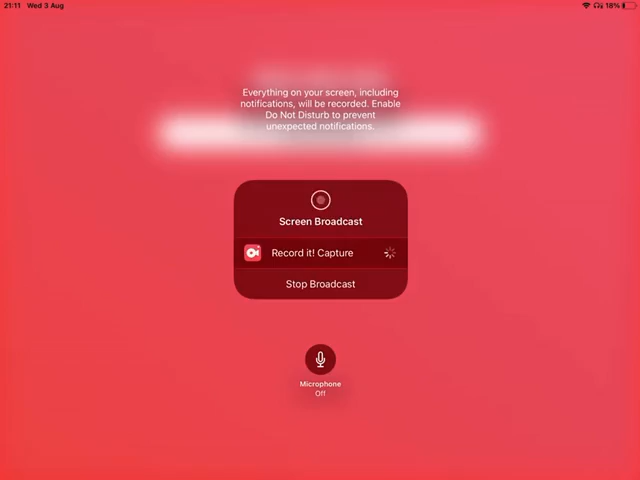 21:11 Wed 3 Aug
18%
Everything on your screen, including
notifications, will be recorded. Enable
Do Not Disturb to prevent
unexpected notifications.
Screen Broadcast
Record it! Capture
Stop Broadcast
Microphone
Off